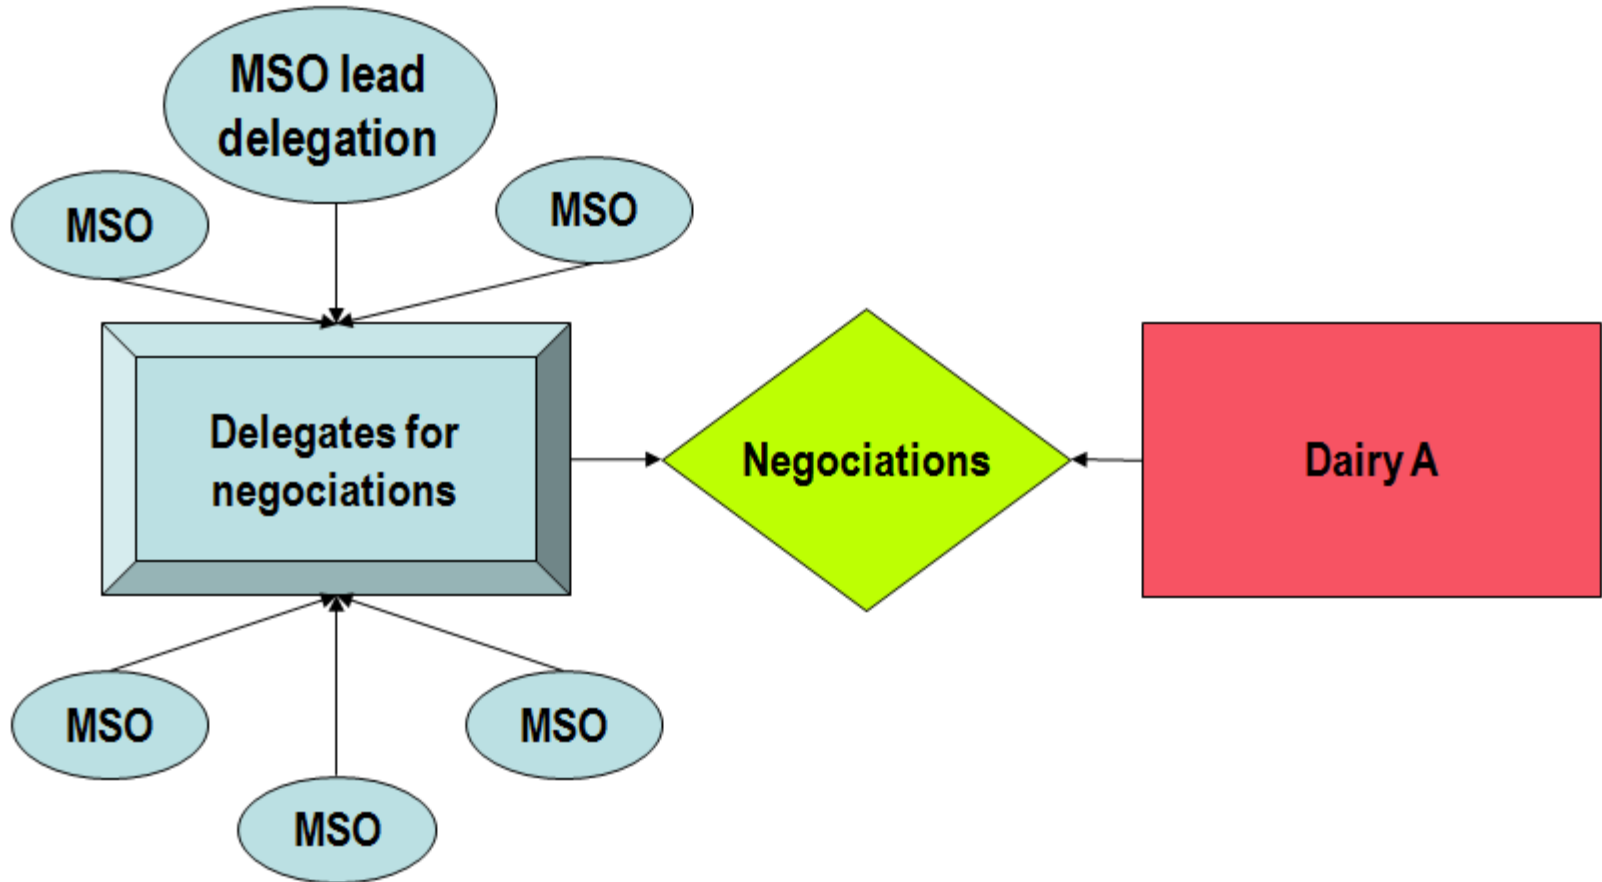 MSO lead
delegation
MSO
MSO
Delegates for
negociations
Negociations
Dairy A
MSO
MSO
MSO